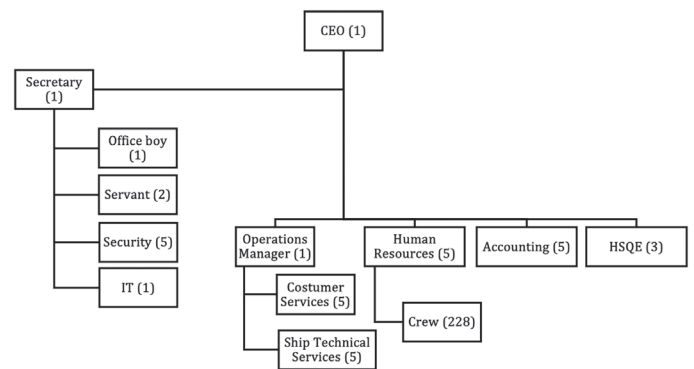 CEO (1)
Secretary
(1)
Office boy
(1)
Servant (2)
Security (5)
IT (1)
Operations
Manager (1)
Human
Resources (5)
Accounting (5)
HSQE (3)
Costumer
Services (5)
Crew (228)
Ship Technical
Services (5)